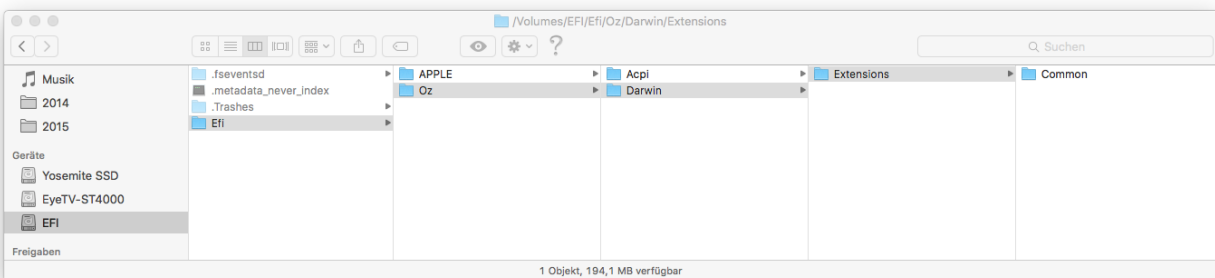 /Volumes/EFI/Efi/Oz/Darwin/Extensions
Suchen
Musik
2014
2015
Geräte
Yosemite SSD
EyeTV-ST4000
EFI
Freigaben
.fseventsd
.metadata_never_index
.Trashes
Efi
APPLE
Oz
Acpi
Darwin
Extensions
Common
1 Objekt, 194,1 MB verfügbar